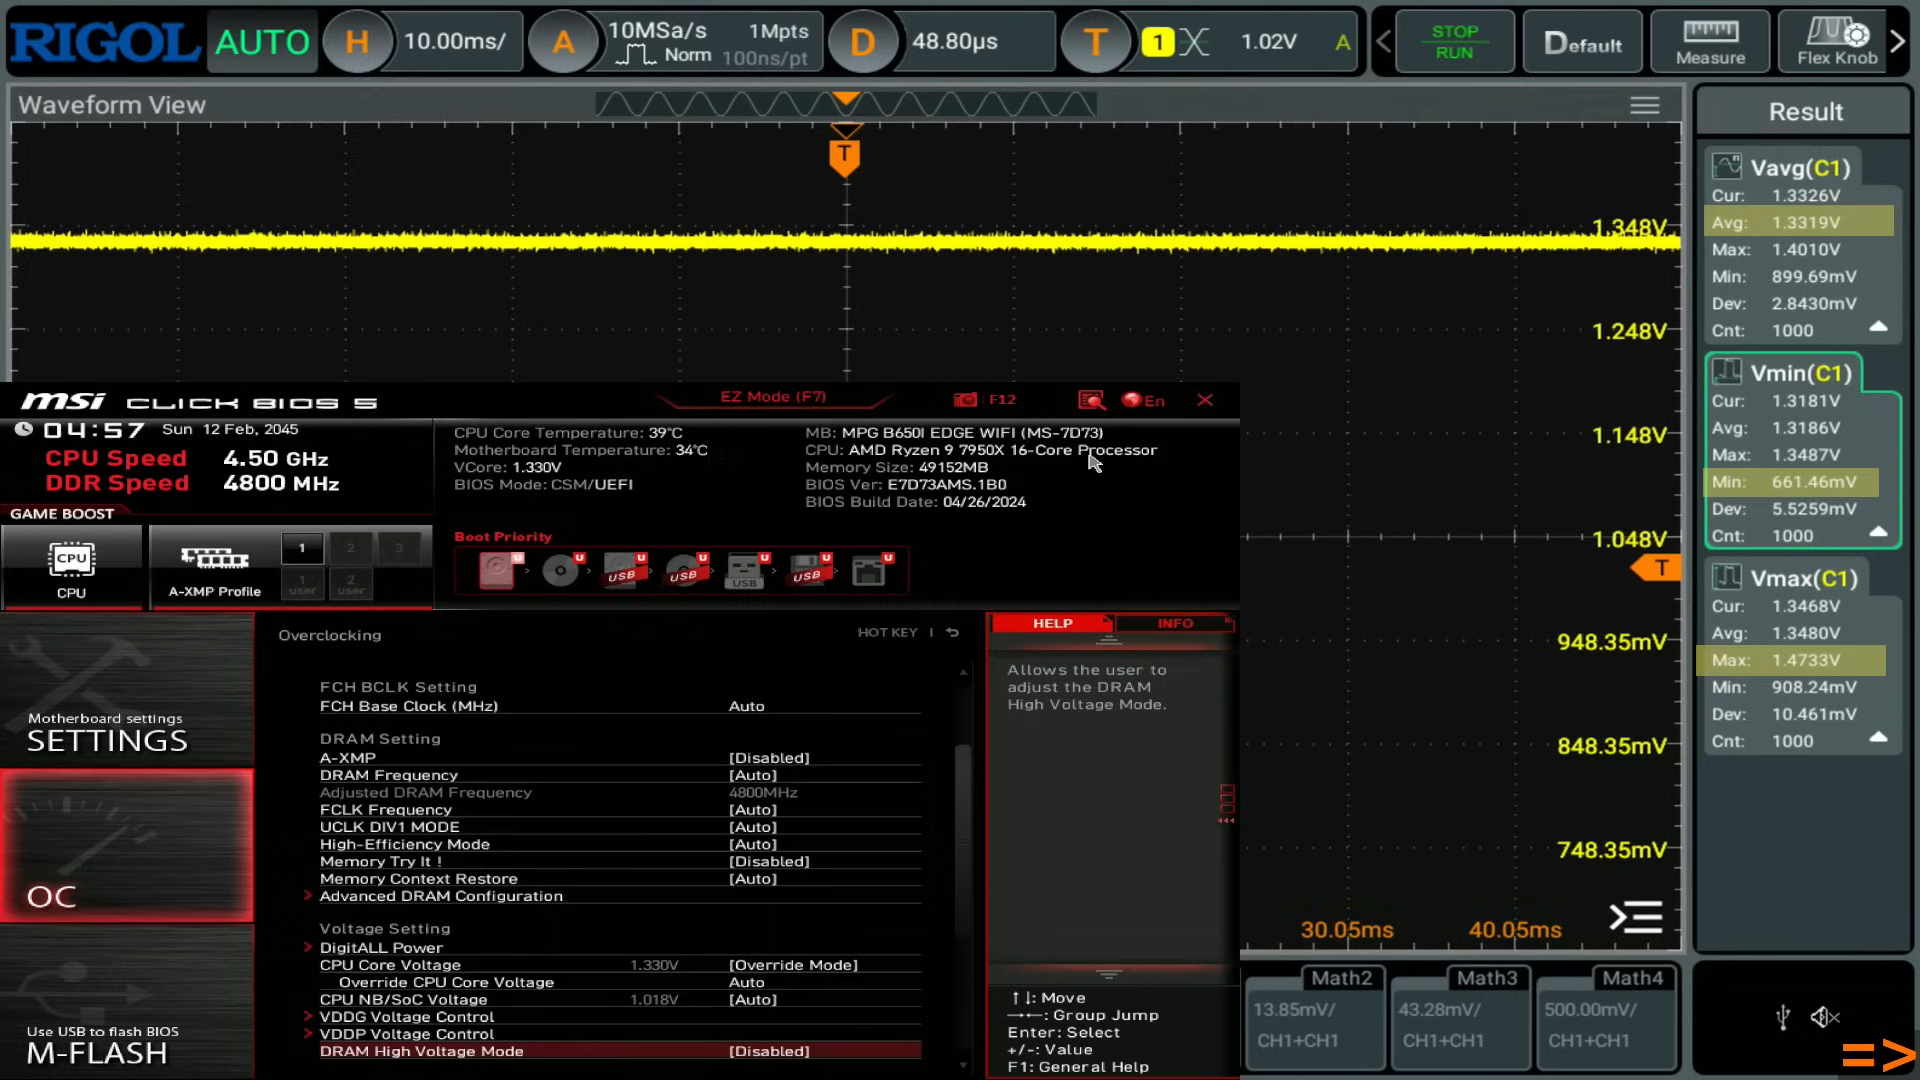 RIGOL
AUTO
H
10.00ms/
A
10MSa/s
1Mpts
Norm
100ns/pt
D
48.80µs
T
1
1.02V
A
STOP
RUN
Default
Measure
Flex Knob
Waveform View
T
1.348V
1.248V
1.148V
1.048V
T
948.35mV
848.35mV
748.35mV
30.05ms
40.05ms
Result
Vavg(C1)
Cur: 1.3326V
Avg: 1.3319V
Max: 1.4010V
Min: 899.69mV
Dev: 2.8430mV
Cnt: 1000
Vmin(C1)
Cur: 1.3181V
Avg: 1.3186V
Max: 1.3487V
Min: 661.46mV
Dev: 5.5259mV
Cnt: 1000
Vmax(C1)
Cur: 1.3468V
Avg: 1.3480V
Max: 1.4733V
Min: 908.24mV
Dev: 10.461mV
Cnt: 1000
msi CLICK BIOS 5
EZ Mode (F7)
: F12
En
04:57 Sun 12 Feb, 2045
CPU Speed 4.50 GHz
DDR Speed 4800 MHz
CPU Core Temperature: 39°C
Motherboard Temperature: 34°C
VCore: 1.330V
BIOS Mode: CSM/UEFI
MB: MPG B650I EDGE WIFI (MS-7D73)
CPU: AMD Ryzen 9 7950X 16-Core Processor
Memory Size: 49152MB
BIOS Ver: E7D73AMS.1B0
BIOS Build Date: 04/26/2024
GAME BOOST
CPU
CPU
A-XMP Profile
1 2 3
1 user
2 user
Boot Priority
U
U
USB U
USB U
USB U
USB U
U
Motherboard settings
SETTINGS
OC
Use USB to flash BIOS
M-FLASH
Overclocking
HOT KEY
FCH BCLK Setting
FCH Base Clock (MHz) Auto
DRAM Setting
A-XMP [Disabled]
DRAM Frequency [Auto]
Adjusted DRAM Frequency 4800MHz
FCLK Frequency [Auto]
UCLK DIV1 MODE [Auto]
High-Efficiency Mode [Auto]
Memory Try It ! [Disabled]
Memory Context Restore [Auto]
> Advanced DRAM Configuration
Voltage Setting
> DigitALL Power
CPU Core Voltage 1.330V [Override Mode]
Override CPU Core Voltage Auto
CPU NB/SoC Voltage 1.018V [Auto]
> VDDG Voltage Control
> VDDP Voltage Control
DRAM High Voltage Mode [Disabled]
HELP
INFO
Allows the user to
adjust the DRAM
High Voltage Mode.
↑↓: Move
→←: Group Jump
Enter: Select
+/-: Value
F1: General Help
Math2
13.85mV/
CH1+CH1
Math3
43.28mV/
CH1+CH1
Math4
500.00mV/
CH1+CH1
=>